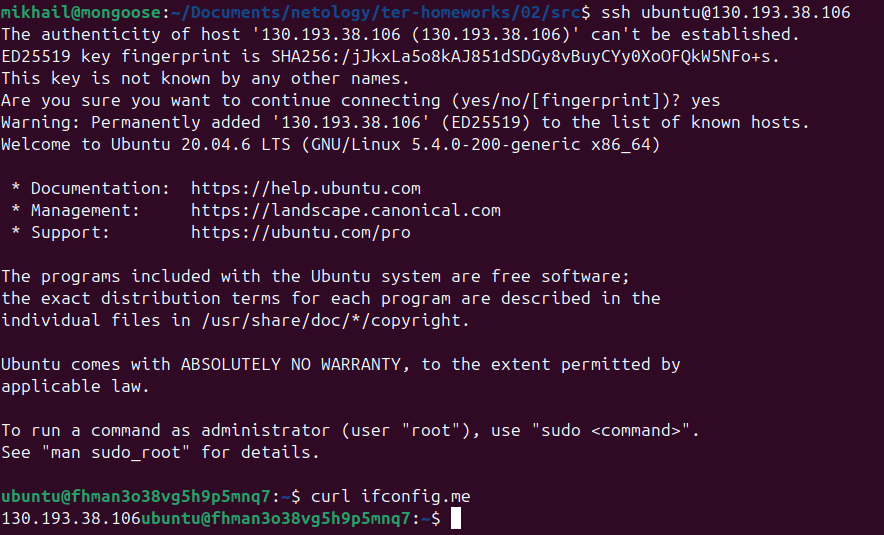 mikhail@mongoose:~/Documents/netology/ter-homeworks/02/src$ ssh ubuntu@130.193.38.106
The authenticity of host '130.193.38.106 (130.193.38.106)' can't be established.
ED25519 key fingerprint is SHA256:/jJkxLa5o8kAJ851dSDGy8vBuyCYy0XoOFQkW5NFo+s.
This key is not known by any other names.
Are you sure you want to continue connecting (yes/no/[fingerprint])? yes
Warning: Permanently added '130.193.38.106' (ED25519) to the list of known hosts.
Welcome to Ubuntu 20.04.6 LTS (GNU/Linux 5.4.0-200-generic x86_64)
* Documentation:  https://help.ubuntu.com
* Management:     https://landscape.canonical.com
* Support:        https://ubuntu.com/pro
The programs included with the Ubuntu system are free software;
the exact distribution terms for each program are described in the
individual files in /usr/share/doc/*/copyright.
Ubuntu comes with ABSOLUTELY NO WARRANTY, to the extent permitted by
applicable law.
To run a command as administrator (user "root"), use "sudo <command>".
See "man sudo_root" for details.
ubuntu@fhman3o38vg5h9p5mnq7:~$ curl ifconfig.me
130.193.38.106ubuntu@fhman3o38vg5h9p5mnq7:~$